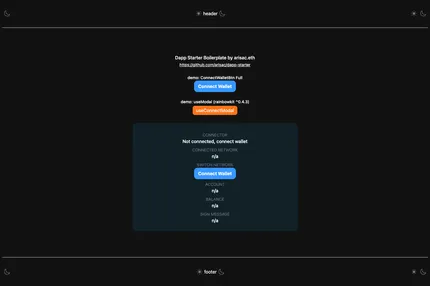 header
Dapp Starter Boilerplate by arisac.eth
https://github.com/arisac/dapp-starter
demo: ConnectWalletBtn Full
Connect Wallet
demo: useModal (rainbowkit ^0.4.3)
useConnectModal
CONNECTOR
Not connected, connect wallet
CONNECTED NETWORK
n/a
SWITCH NETWORK
Connect Wallet
ACCOUNT
n/a
BALANCE
n/a
SIGN MESSAGE
n/a
footer